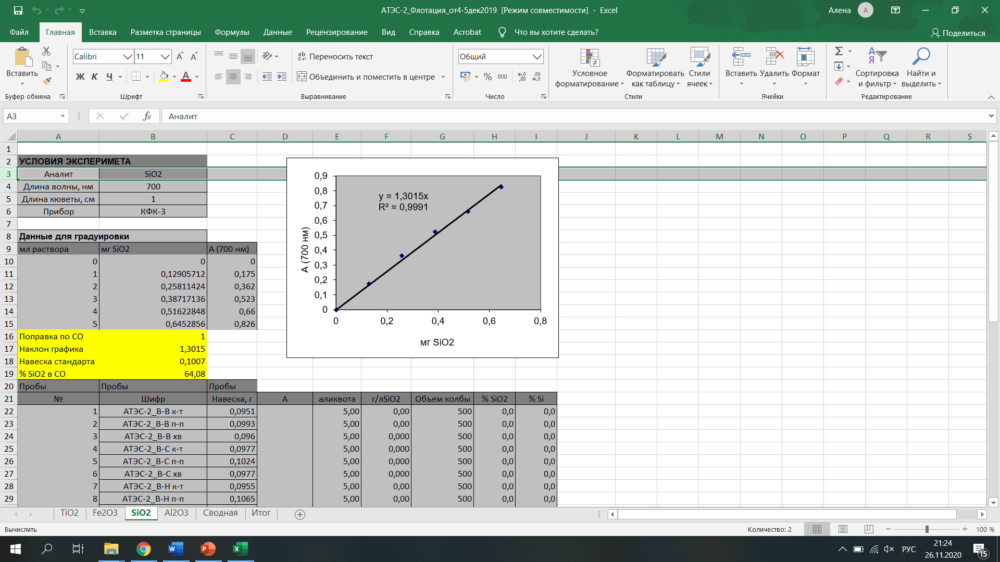 АТЭС-2_Флотация_от4-5дек2019 [Режим совместимости] - Excel
Алена
А
Файл Главная Вставка Разметка страницы Формулы Данные Рецензирование Вид Справка Acrobat Что вы хотите сделать? Поделиться
Вставить
Буфер обмена
Calibri 11
Ж К Ч
Шрифт
Переносить текст
Объединить и поместить в центре
Выравнивание
Общий
% 000
Число
Условное форматирование
Форматировать как таблицу
Стили ячеек
Стили
Вставить Удалить Формат
Ячейки
Сортировка и фильтр
Найти и выделить
Редактирование
A3 fx Аналит
A B C D E F G H I J K L M N O P Q R S
1
2 УСЛОВИЯ ЭКСПЕРИМЕТА
3 Аналит SiO2
4 Длина волны, нм 700
5 Длина кюветы, см 1
6 Прибор КФК-3
7
8 Данные для градуировки
9 мл раствора мг SiO2 A (700 нм)
10 0 0 0
11 1 0,12905712 0,175
12 2 0,25811424 0,362
13 3 0,38717136 0,523
14 4 0,51622848 0,66
15 5 0,6452856 0,826
16 Поправка по СО 1
17 Наклон графика 1,3015
18 Навеска стандарта 0,1007
19 % SiO2 в СО 64,08
y = 1,3015x
R² = 0,9991
A (700 нм)
0,9
0,8
0,7
0,6
0,5
0,4
0,3
0,2
0,1
0
0 0,2 0,4 0,6 0,8
мг SiO2
20 Пробы Пробы Пробы
21 № Шифр Навеска, г A аликвота г/лSiO2 Объем колбы % SiO2 % Si
22 1 АТЭС-2_В-В к-т 0,0951 5,00 0,00 500 0,0 0,0
23 2 АТЭС-2_В-В п-п 0,0993 5,00 0,00 500 0,0 0,0
24 3 АТЭС-2_В-В хв 0,096 5,00 0,000 500 0,0 0,0
25 4 АТЭС-2_В-С к-т 0,0977 5,00 0,000 500 0,0 0,0
26 5 АТЭС-2_В-С п-п 0,1024 5,00 0,000 500 0,0 0,0
27 6 АТЭС-2_В-С хв 0,0977 5,00 0,000 500 0,0 0,0
28 7 АТЭС-2_В-Н к-т 0,0955 5,00 0,00 500 0,0 0,0
29 8 АТЭС-2_В-Н п-п 0,1065 5,00 0,00 500 0,0 0,0
TiO2 Fe2O3 SiO2 Al2O3 Сводная Итог
Вычислить Количество: 2 100 %
РУС
21:24
26.11.2020
15